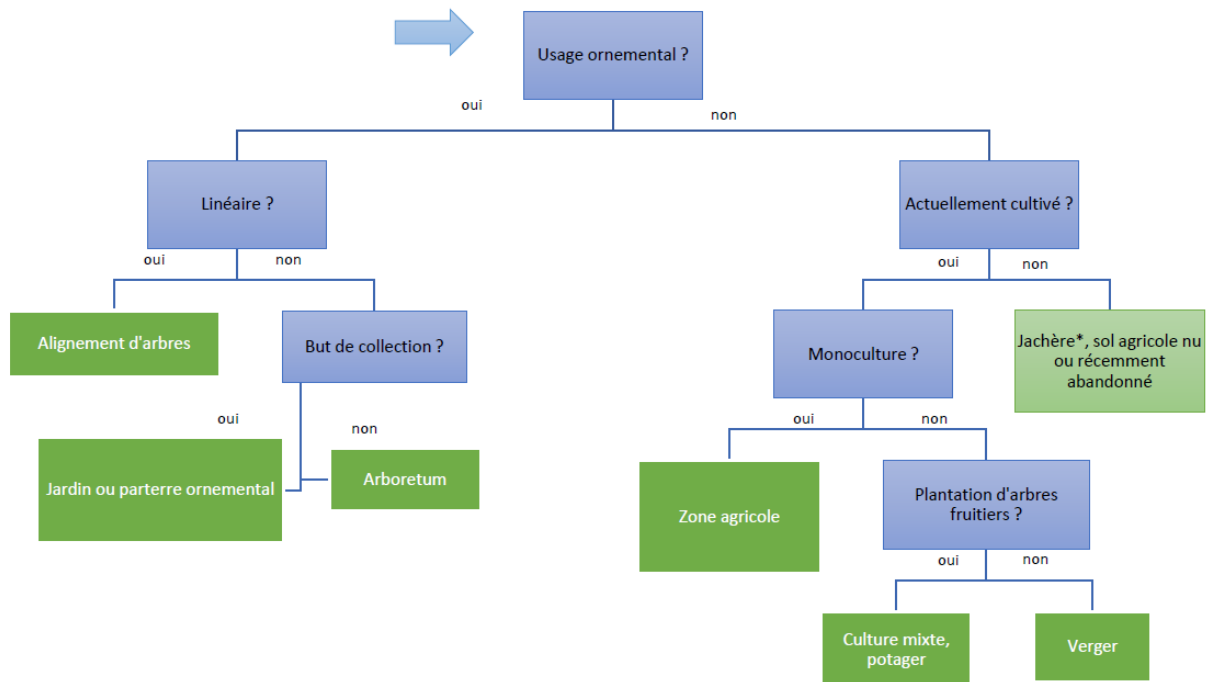 Usage ornemental ?
oui
non
Linéaire ?
Actuellement cultivé ?
oui
non
oui
non
Alignement d'arbres
But de collection ?
Monoculture ?
Jachère*, sol agricole nu
ou récemment
abandonné
oui
non
oui
non
Jardin ou parterre ornemental
Arboretum
Zone agricole
Plantation d'arbres
fruitiers ?
oui
non
Culture mixte,
potager
Verger